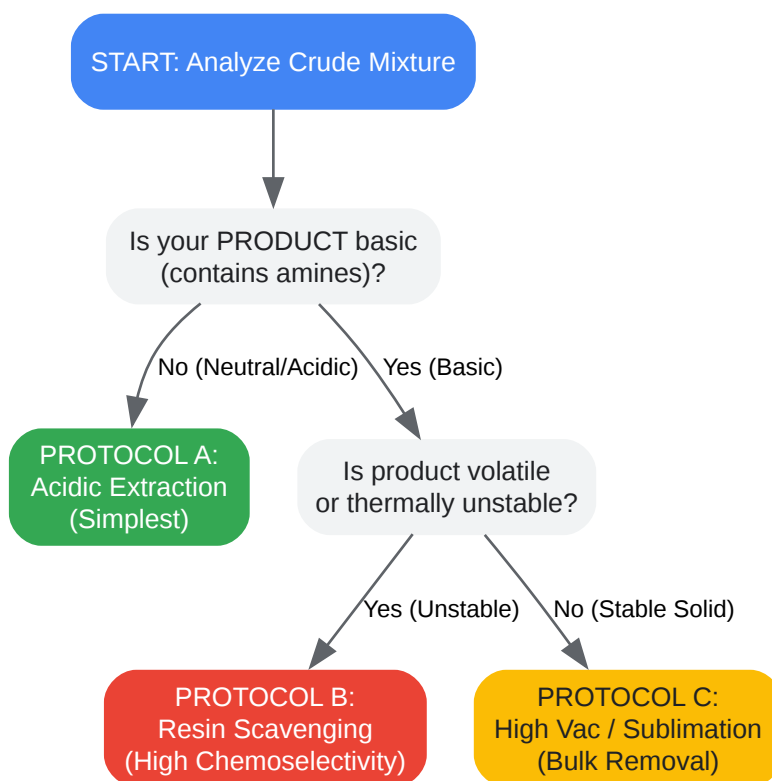 START: Analyze Crude Mixture
Is your PRODUCT basic
(contains amines)?
No (Neutral/Acidic)
Yes (Basic)
PROTOCOL A:
Acidic Extraction
(Simplest)
Is product volatile
or thermally unstable?
Yes (Unstable)
No (Stable Solid)
PROTOCOL B:
Resin Scavenging
(High Chemoselectivity)
PROTOCOL C:
High Vac / Sublimation
(Bulk Removal)